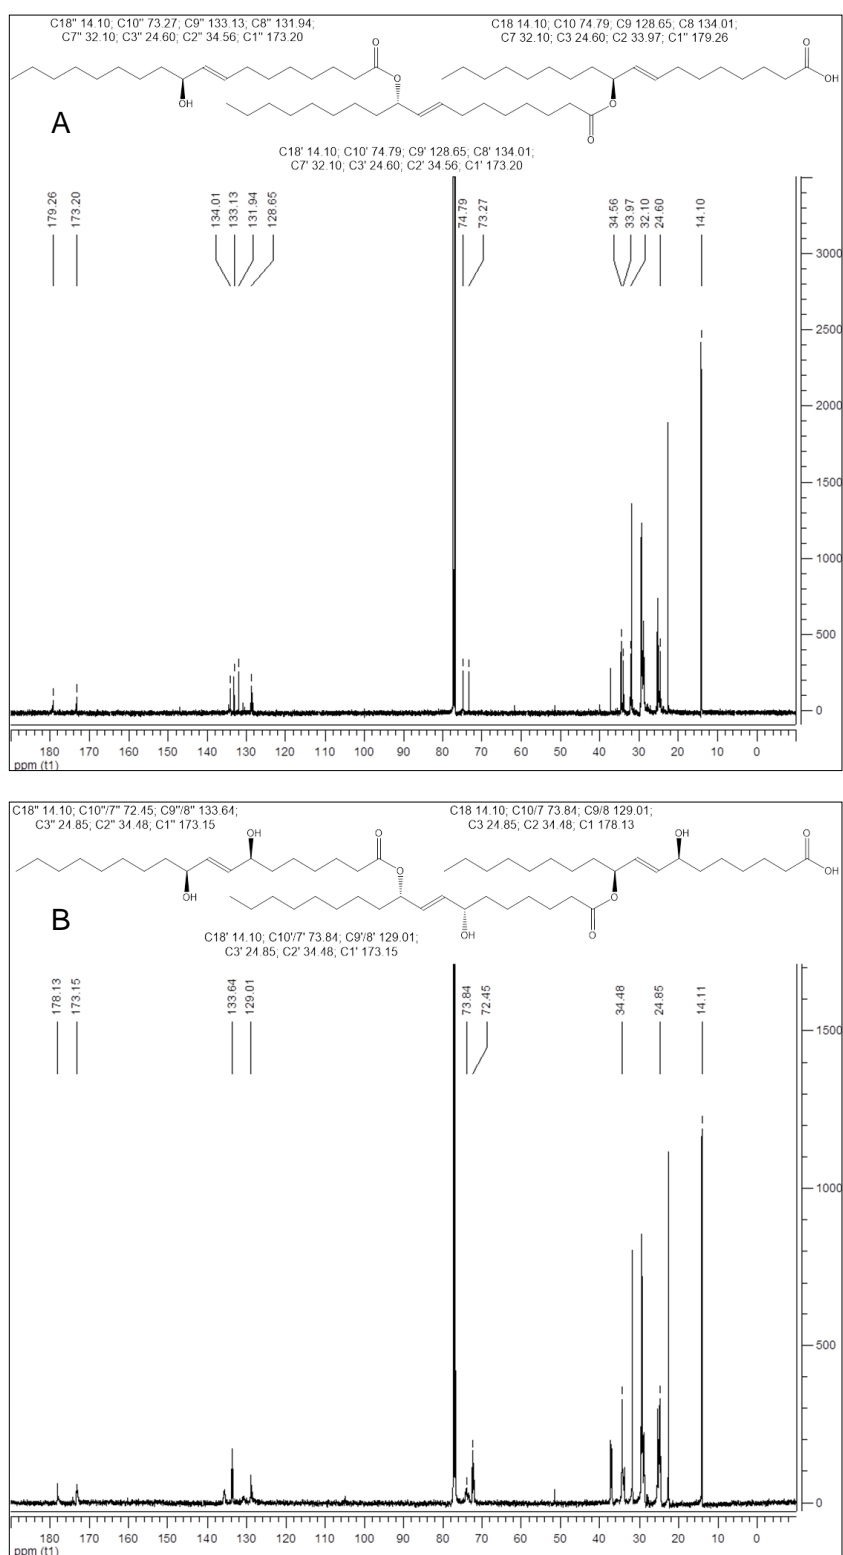 C18" 14.10; C10" 73.27; C9" 133.13; C8" 131.94;
C7" 32.10; C3" 24.60; C2" 34.56; C1" 173.20
C18 14.10; C10 74.79; C9 128.65; C8 134.01;
C7 32.10; C3 24.60; C2 33.97; C1" 179.26
O
O
OH
OH
O
O
O
A
C18' 14.10; C10' 74.79; C9' 128.65; C8' 134.01;
C7' 32.10; C3' 24.60; C2' 34.56; C1' 173.20
179.26
173.20
134.01
133.13
131.94
128.65
74.79
73.27
34.56
33.97
32.10
24.60
14.10
3000
2500
2000
1500
1000
500
0
180 170 160 150 140 130 120 110 100 90 80 70 60 50 40 30 20 10 0
ppm (t1)
C18" 14.10; C10"/7" 72.45; C9"/8" 133.64;
C3" 24.85; C2" 34.48; C1" 173.15
C18 14.10; C10/7 73.84; C9/8 129.01;
C3 24.85; C2 34.48; C1 178.13
OH
O
OH
O
O
OH
OH
O
OH
O
B
C18' 14.10; C10'/7' 73.84; C9'/8' 129.01;
C3' 24.85; C2' 34.48, C1' 173.15
178.13
173.15
133.64
129.01
73.84
72.45
34.48
24.85
14.11
1500
1000
500
0
180 170 160 150 140 130 120 110 100 90 80 70 60 50 40 30 20 10 0
ppm (t1)